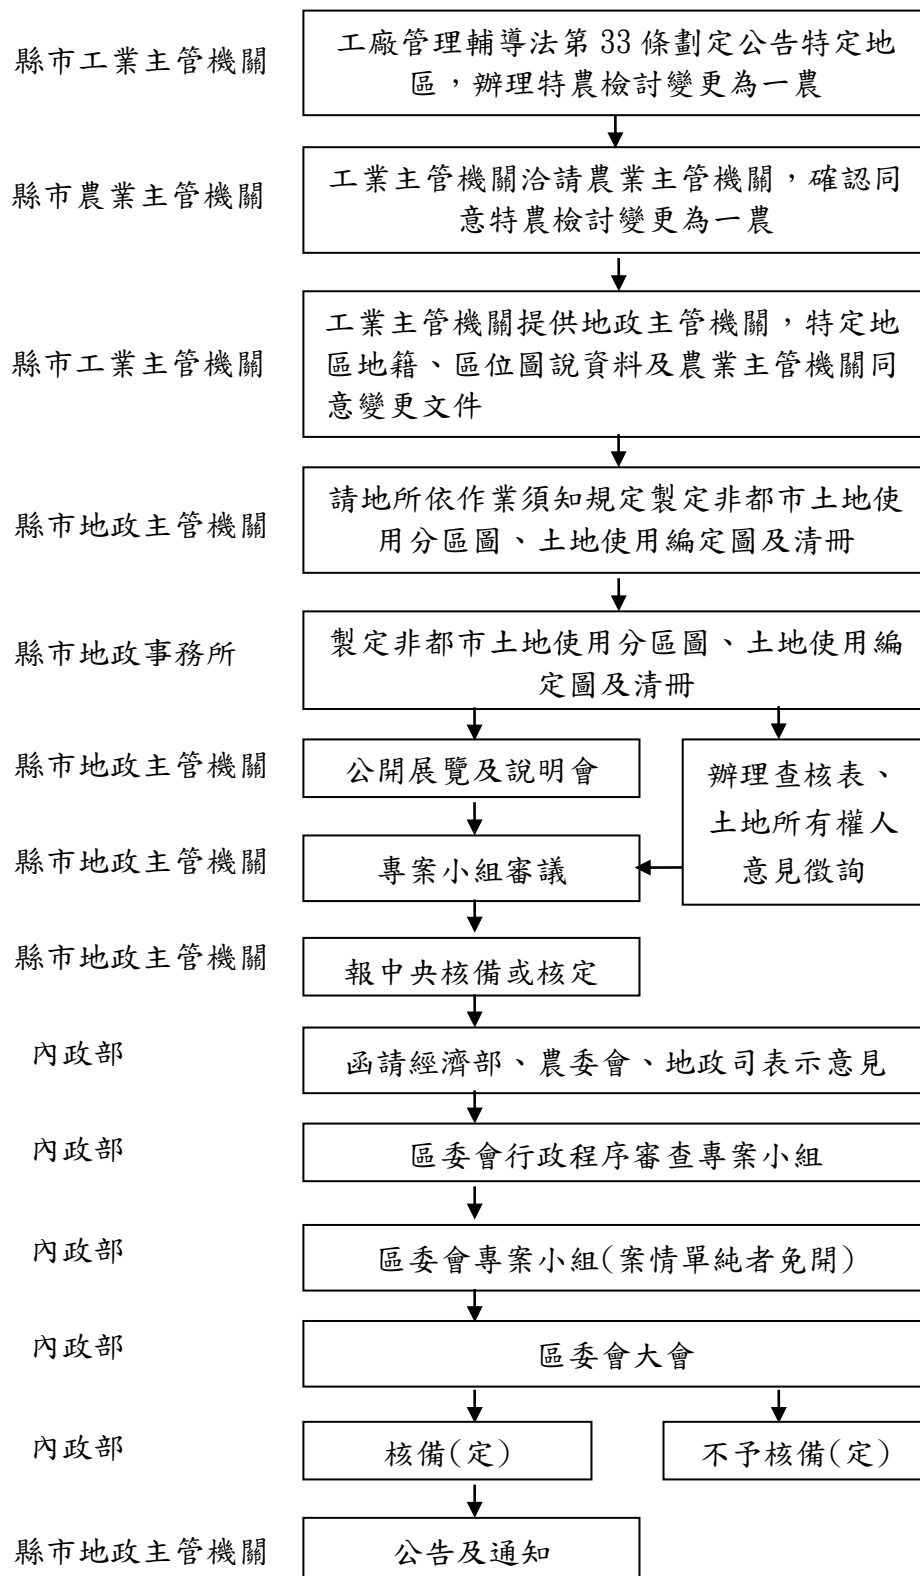 縣市工業主管機關
工廠管理輔導法第 33 條劃定公告特定地
區，辦理特農檢討變更為一農
縣市農業主管機關
工業主管機關洽請農業主管機關，確認同
意特農檢討變更為一農
縣市工業主管機關
工業主管機關提供地政主管機關，特定地
區地籍、區位圖說資料及農業主管機關同
意變更文件
縣市地政主管機關
請地所依作業須知規定製定非都市土地使
用分區圖、土地使用編定圖及清冊
縣市地政事務所
製定非都市土地使用分區圖、土地使用編
定圖及清冊
縣市地政主管機關
公開展覽及說明會
辦理查核表、
土地所有權人
意見徵詢
縣市地政主管機關
專案小組審議
縣市地政主管機關
報中央核備或核定
內政部
函請經濟部、農委會、地政司表示意見
內政部
區委會行政程序審查專案小組
內政部
區委會專案小組(案情單純者免開)
內政部
區委會大會
內政部
核備(定)
不予核備(定)
縣市地政主管機關
公告及通知